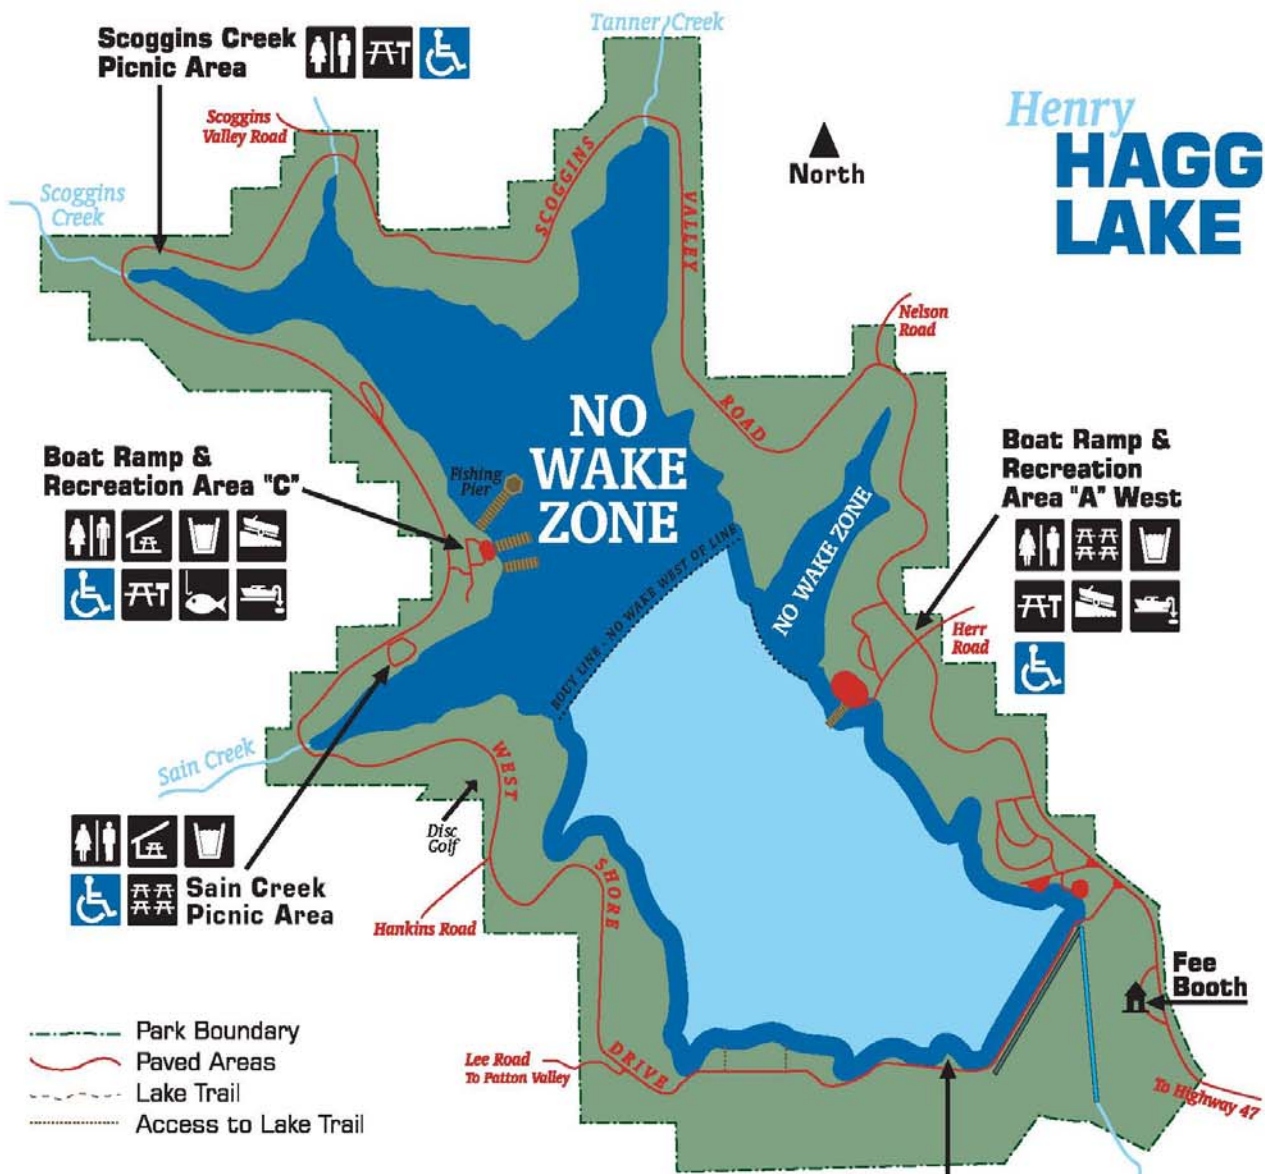 Tanner Creek
Scoggins Creek
Picnic Area
Henry
HAGG
LAKE
Scoggins
Valley Road
North
SCOGGINS
VALLEY
ROAD
Scoggins
Creek
Nelson
Road
NO
WAKE
ZONE
Boat Ramp &
Recreation Area "C"
Fishing
Pier
Boat Ramp &
Recreation
Area "A" West
NO WAKE ZONE
BOUY LINE - NO WAKE WEST OF LINE
Herr
Road
Sain Creek
WEST
SHORE
DRIVE
Disc
Golf
Sain Creek
Picnic Area
Hankins Road
Fee
Booth
Park Boundary
Paved Areas
Lake Trail
Access to Lake Trail
Lee Road
To Patton Valley
To Highway 47